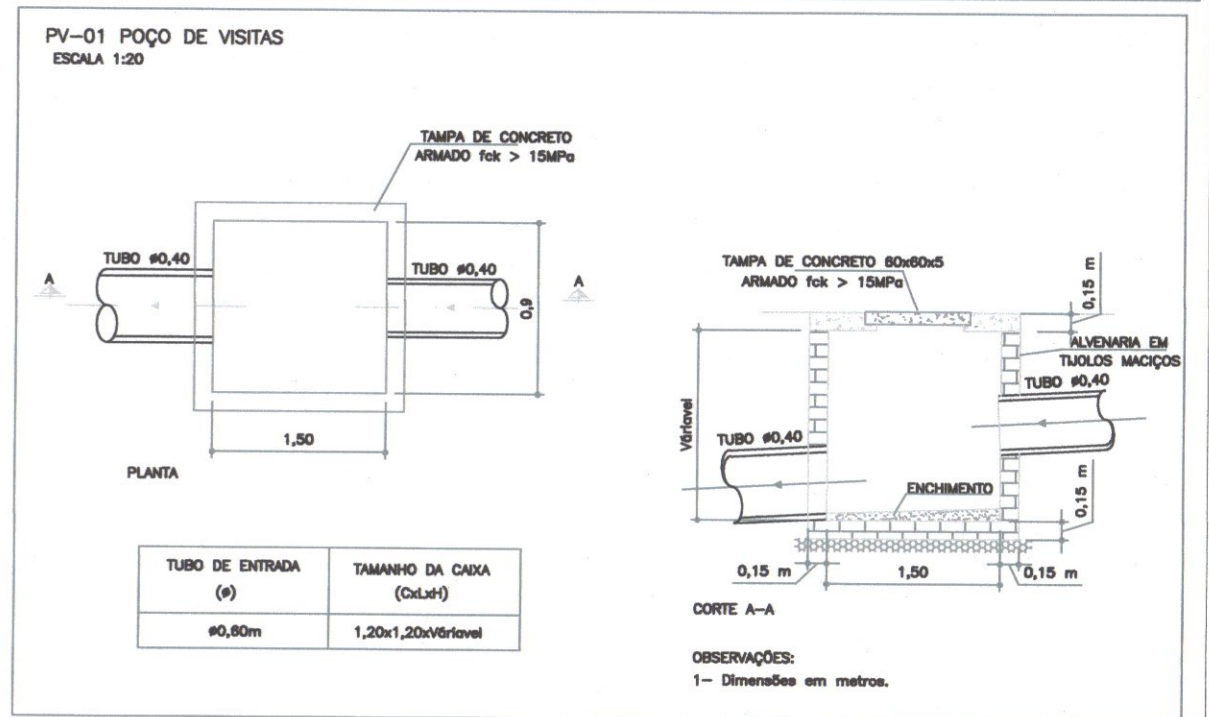 PV-01 POÇO DE VISITAS
ESCALA 1:20
TAMPA DE CONCRETO
ARMADO fck > 15MPa
A
TUBO ø0,40
TUBO ø0,40
A
0,9
1,50
PLANTA
TUBO DE ENTRADA
(ø)
TAMANHO DA CAIXA
(CxLxH)
ø0,60m
1,20x1,20xVáriavel
TAMPA DE CONCRETO 60x60x5
ARMADO fck > 15MPa
0,15 m
ALVENARIA EM
TIJOLOS MACIÇOS
TUBO ø0,40
Váriavel
TUBO ø0,40
ENCHIMENTO
0,15 m
0,15 m
1,50
0,15 m
CORTE A-A
OBSERVAÇÕES:
1- Dimensões em metros.